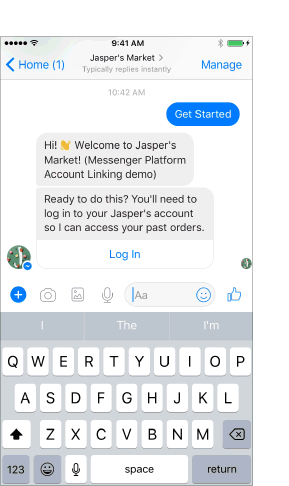 9:41 AM
Home (1)
Jasper's Market
Manage
Typically replies instantly
10:42 AM
Get Started
Hi! 👋 Welcome to Jasper's
Market! (Messenger Platform
Account Linking demo)
Ready to do this? You'll need to
log in to your Jasper's account
so I can access your past orders.
Log In
Aa
I The I'm
Q W E R T Y U I O P
A S D F G H J K L
Z X C V B N M
123 space return